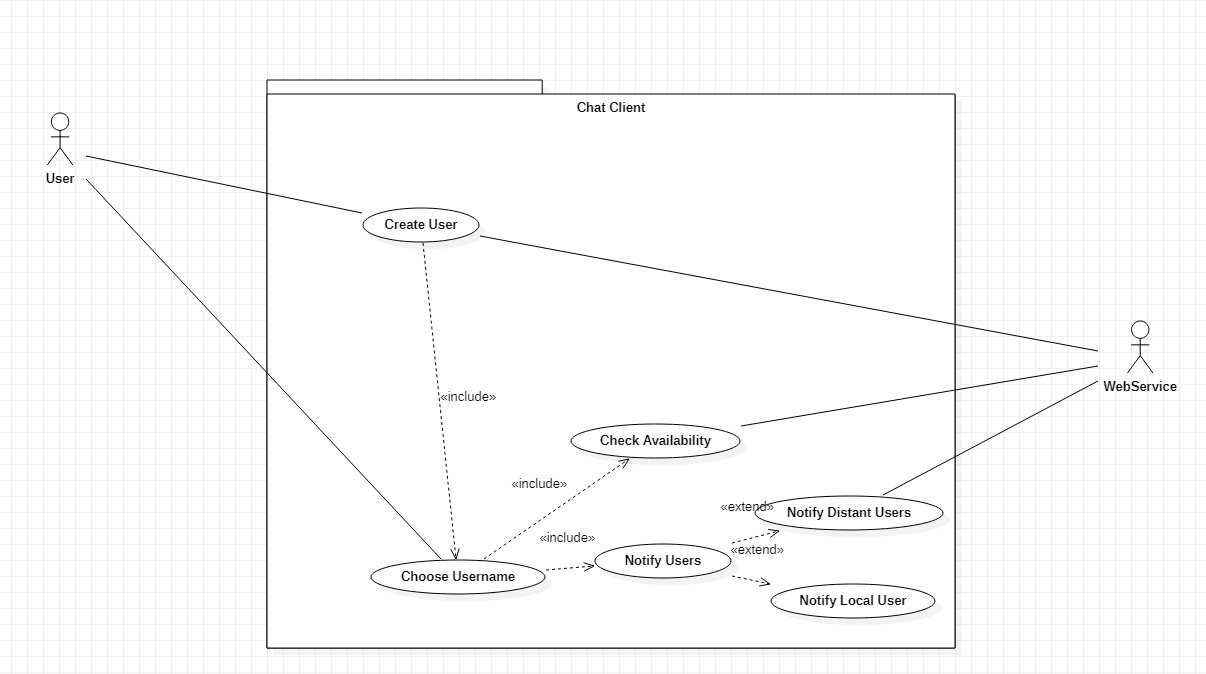 Chat Client
User
Create User
WebService
«include»
Check Availability
«include»
«extend»
Notify Distant Users
«include»
«extend»
Notify Users
Choose Username
Notify Local User